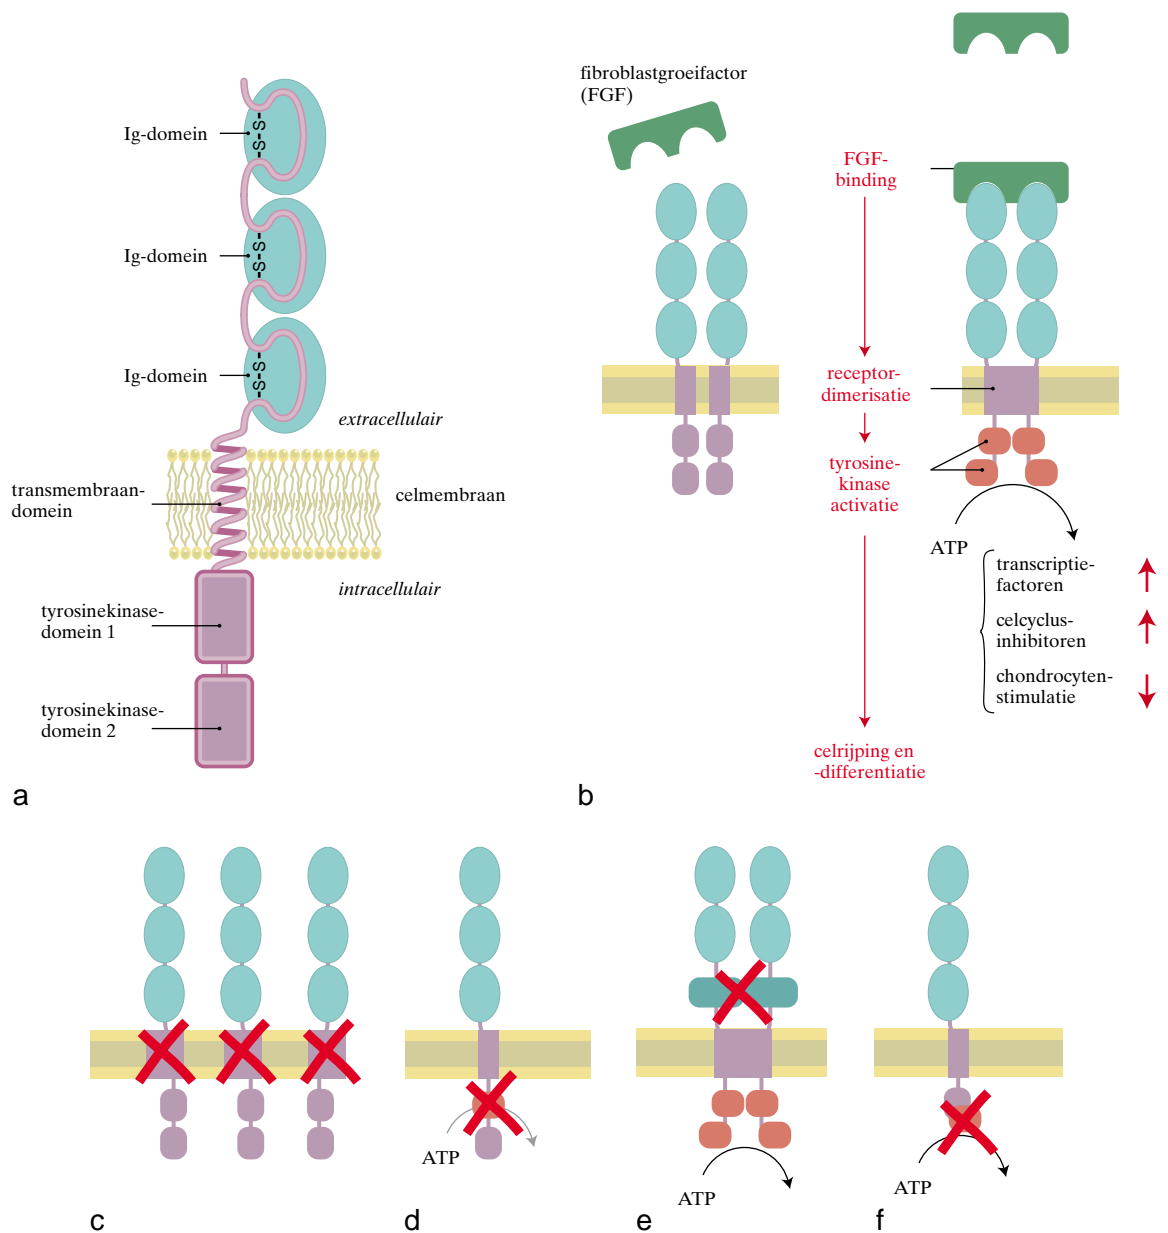 Ig-domein
S-S
Ig-domein
S-S
Ig-domein
S-S
extracellulair
transmembraan-
domein
celmembraan
intracellulair
tyrosinekinase-
domein 1
tyrosinekinase-
domein 2
a
fibroblastgroeifactor
(FGF)
FGF-
binding
receptor-
dimerisatie
tyrosine-
kinase
activatie
ATP
transcriptie-
factoren
celcyclus-
inhibitoren
chondrocyten-
stimulatie
celrijping en
-differentiatie
b
c
ATP
d
ATP
e
ATP
f